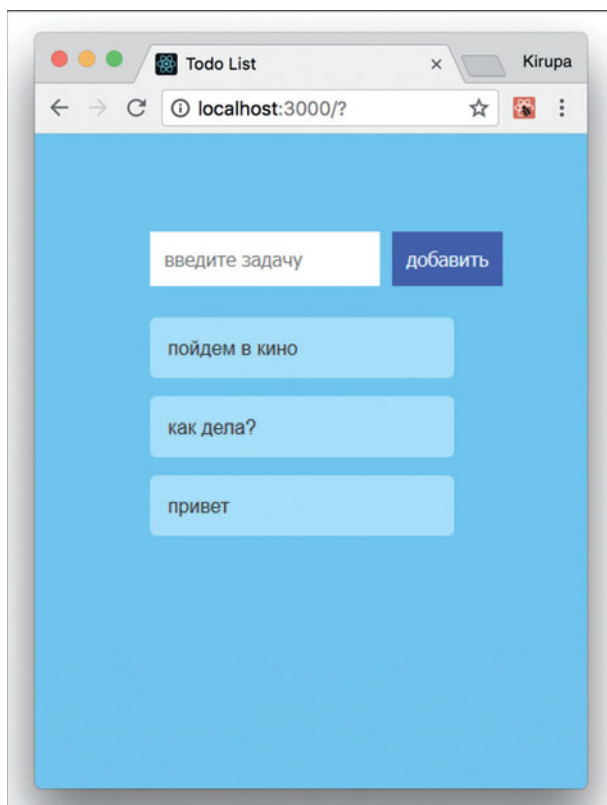 Todo List
Kirupa
localhost:3000/?
введите задачу
добавить
пойдем в кино
как дела?
привет